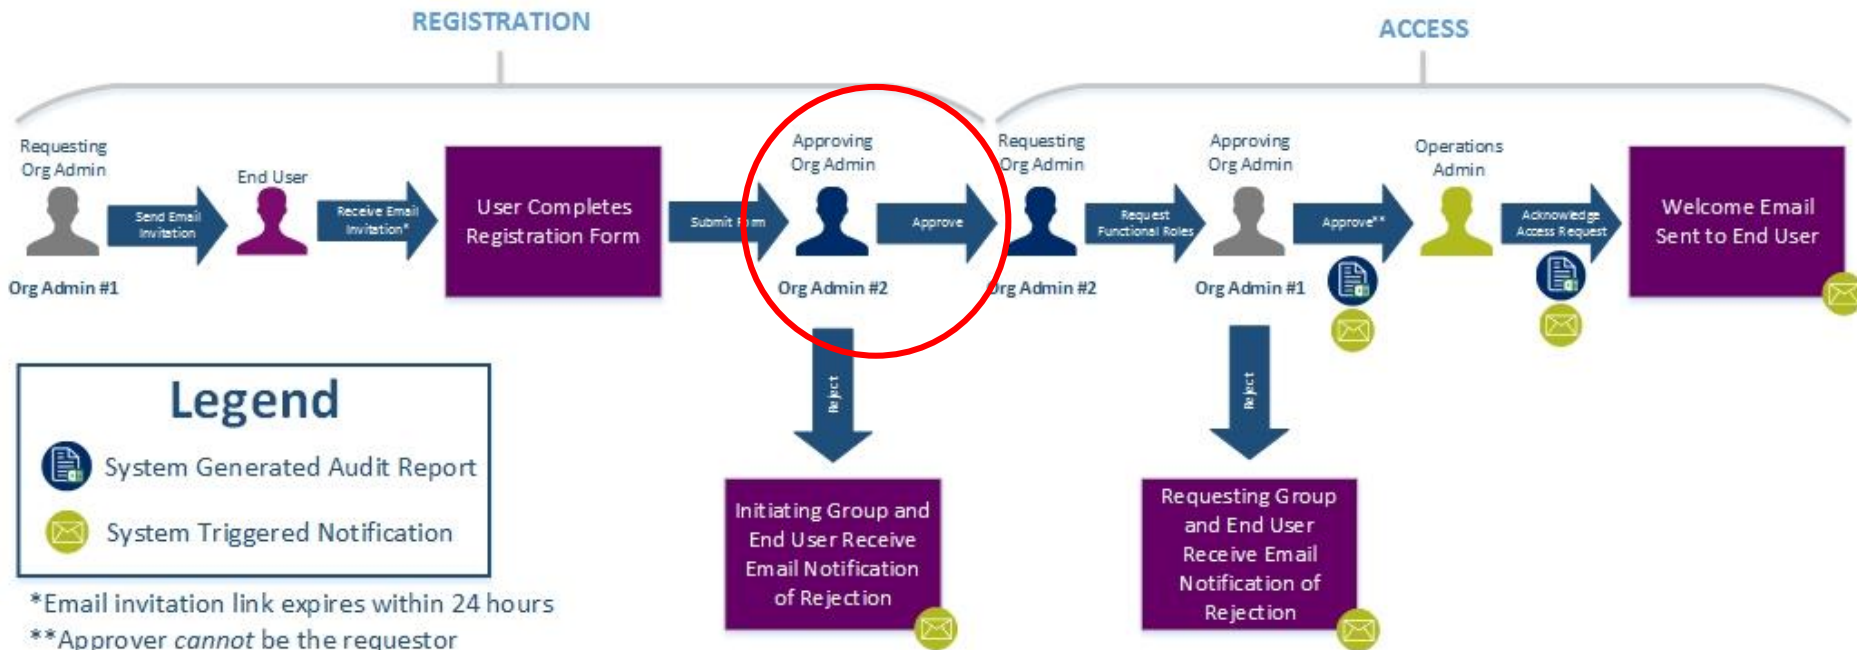 REGISTRATION
ACCESS
Requesting
Org Admin
Org Admin #1
Send Email
Invitation
End User
Receive Email
Invitation*
User Completes
Registration Form
Submit Form
Approving
Org Admin
Org Admin #2
Approve
Requesting
Org Admin
Org Admin #2
Request
Functional Roles
Approving
Org Admin
Org Admin #1
Approve**
Operations
Admin
Acknowledge
Access Request
Welcome Email
Sent to End User
Reject
Initiating Group and
End User Receive
Email Notification
of Rejection
Reject
Requesting Group
and End User
Receive Email
Notification of
Rejection
Legend
System Generated Audit Report
System Triggered Notification
*Email invitation link expires within 24 hours
**Approver cannot be the requestor